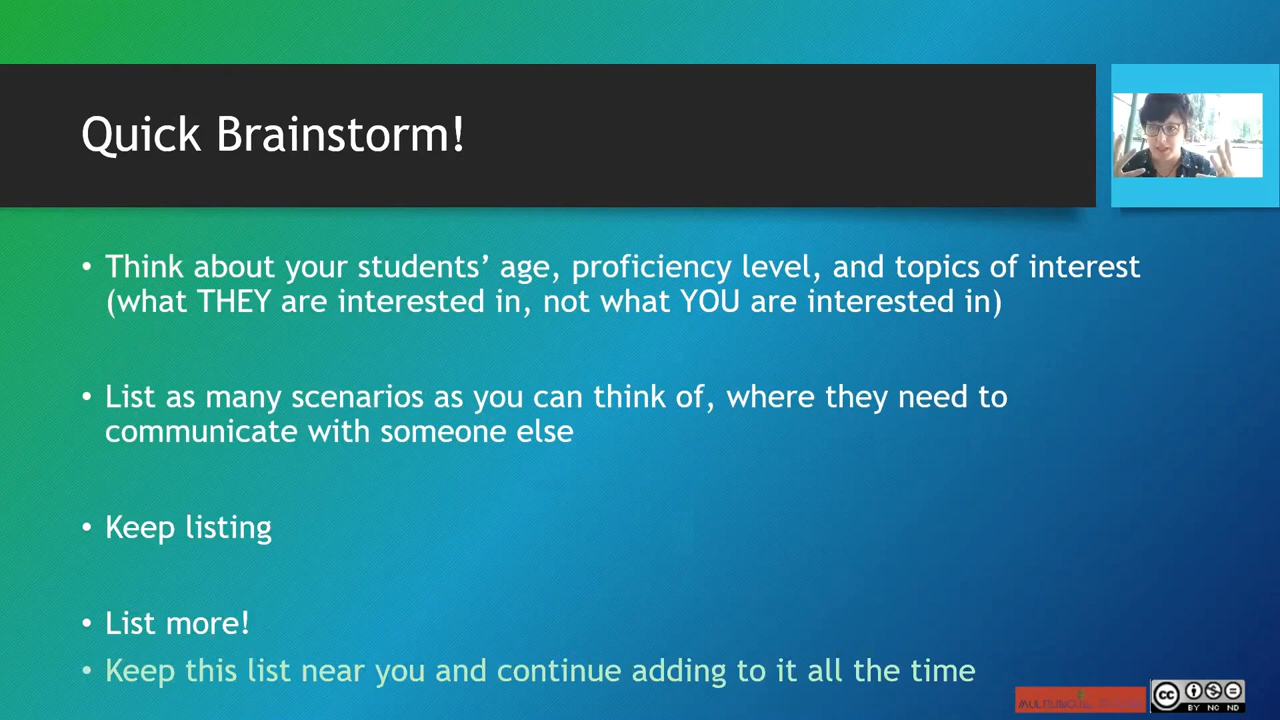 Quick Brainstorm!
• Think about your students’ age, proficiency level, and topics of interest
(what THEY are interested in, not what YOU are interested in)
• List as many scenarios as you can think of, where they need to
communicate with someone else
• Keep listing
• List more!
• Keep this list near you and continue adding to it all the time
cc
BY NC ND